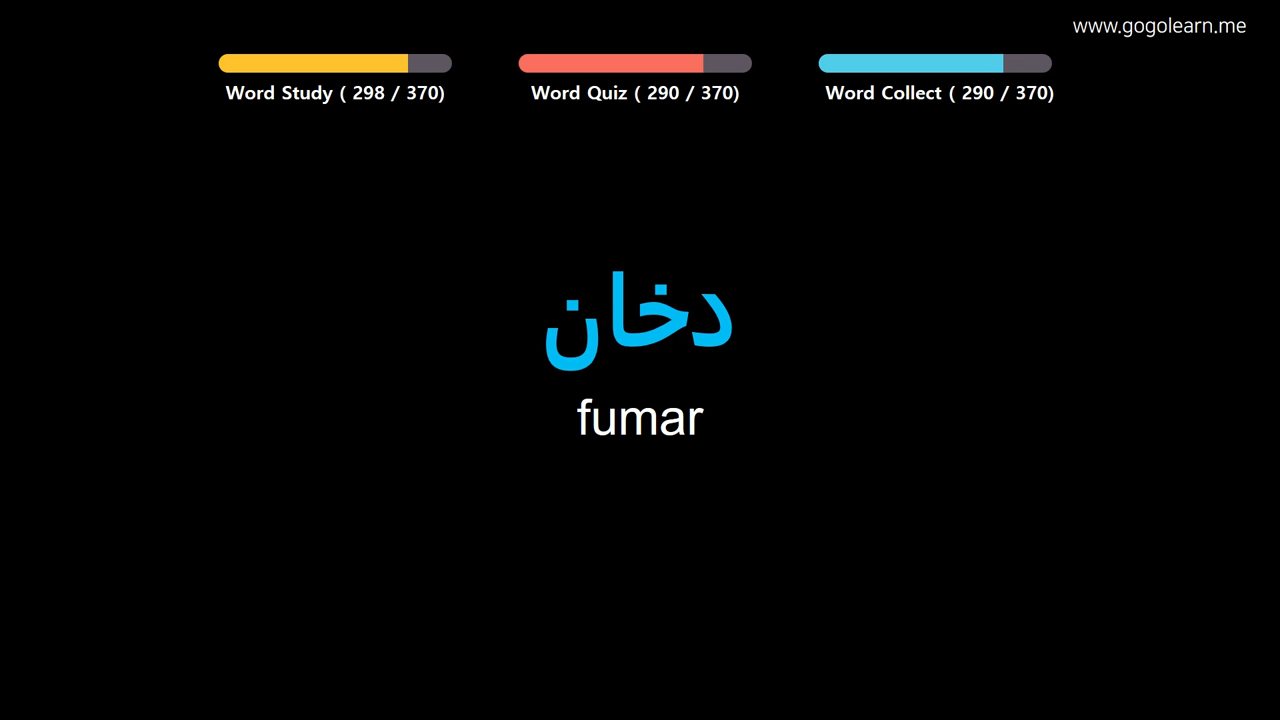 www.gogolearn.me
Word Study ( 298 / 370)
Word Quiz ( 290 / 370)
Word Collect ( 290 / 370)
دخان
fumar